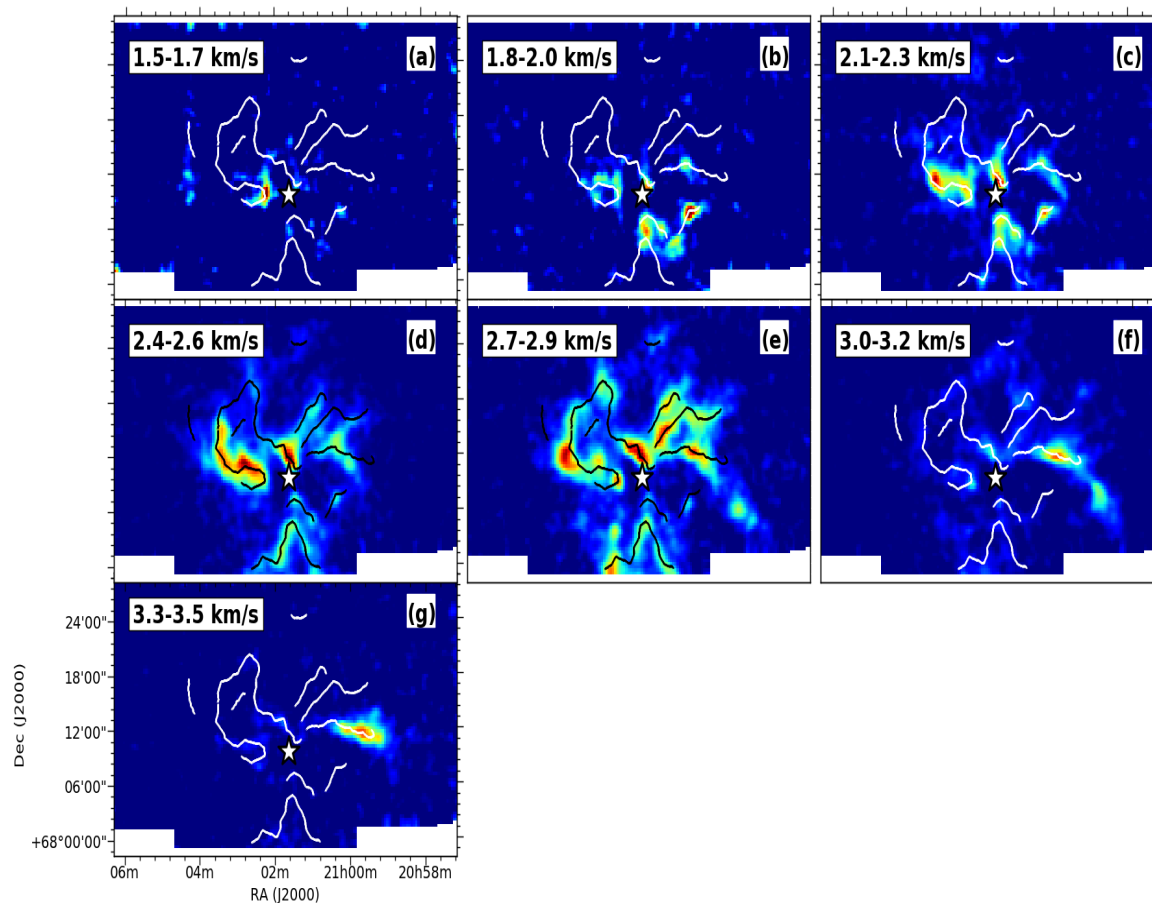 1.5-1.7 km/s (a)
1.8-2.0 km/s (b)
2.1-2.3 km/s (c)
2.4-2.6 km/s (d)
2.7-2.9 km/s (e)
3.0-3.2 km/s (f)
3.3-3.5 km/s (g)
Dec (J2000)
24'00"
18'00"
12'00"
06'00"
+68°00'00"
06m 04m 02m 21h00m 20h58m
RA (J2000)